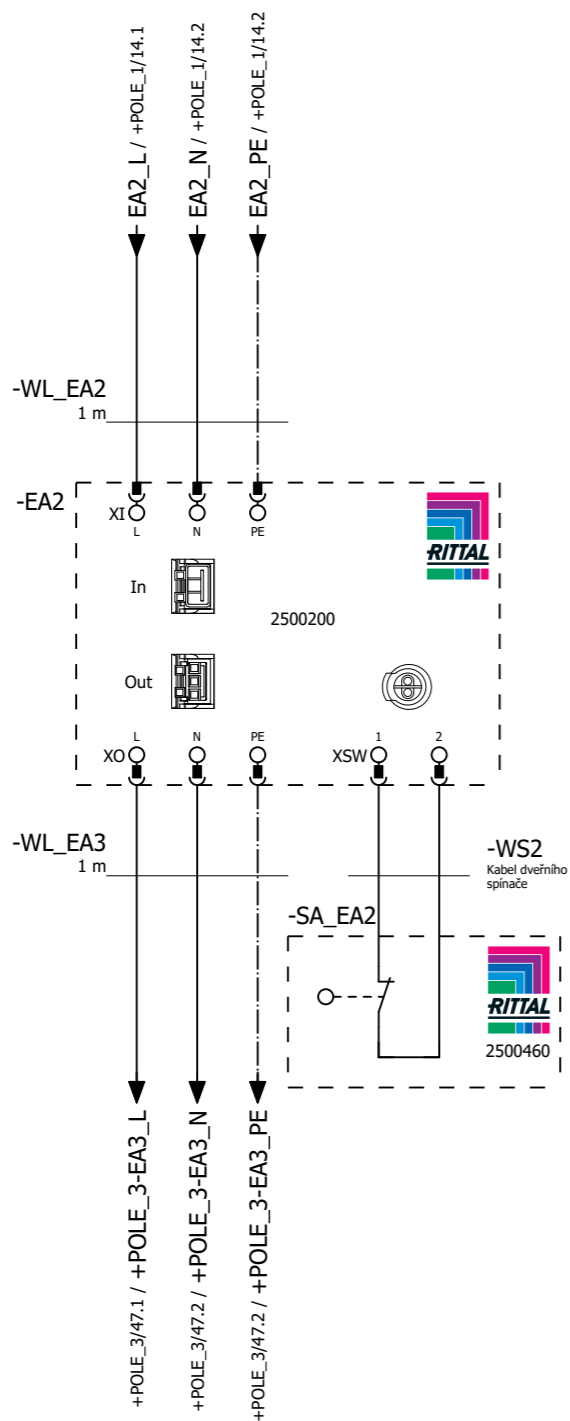 EA2_L / +POLE_1/14.1
EA2_N / +POLE_1/14.2
EA2_PE / +POLE_1/14.2
-WL_EA2
1 m
-EA2
XI
L
N
PE
RITTAL
In
2500200
Out
L
N
PE
1
2
XO
XSW
-WL_EA3
1 m
-WS2
Kabel dveřního
spínače
-SA_EA2
RITTAL
2500460
+POLE_3/47.1 / +POLE_3-EA3_L
+POLE_3/47.2 / +POLE_3-EA3_N
+POLE_3/47.2 / +POLE_3-EA3_PE